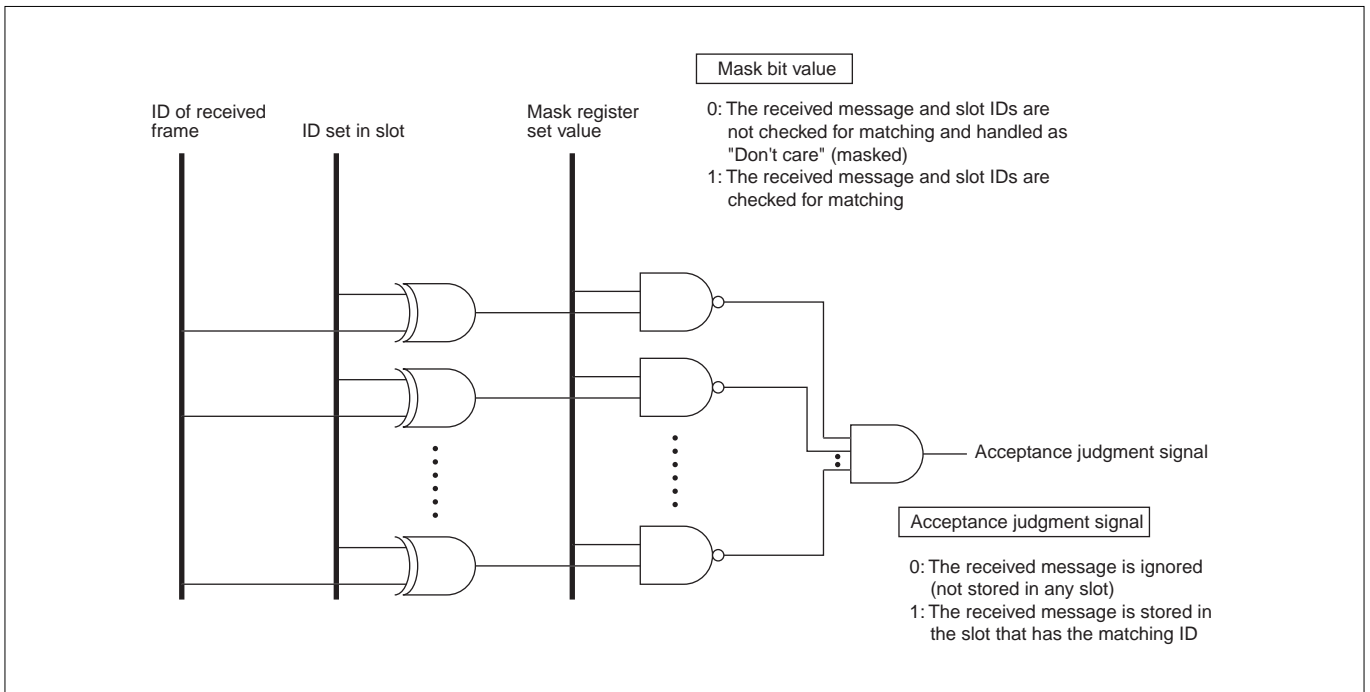 Mask bit value
ID of received
frame
ID set in slot
Mask register
set value
0: The received message and slot IDs are
not checked for matching and handled as
"Don't care" (masked)
1: The received message and slot IDs are
checked for matching
Acceptance judgment signal
Acceptance judgment signal
0: The received message is ignored
(not stored in any slot)
1: The received message is stored in
the slot that has the matching ID